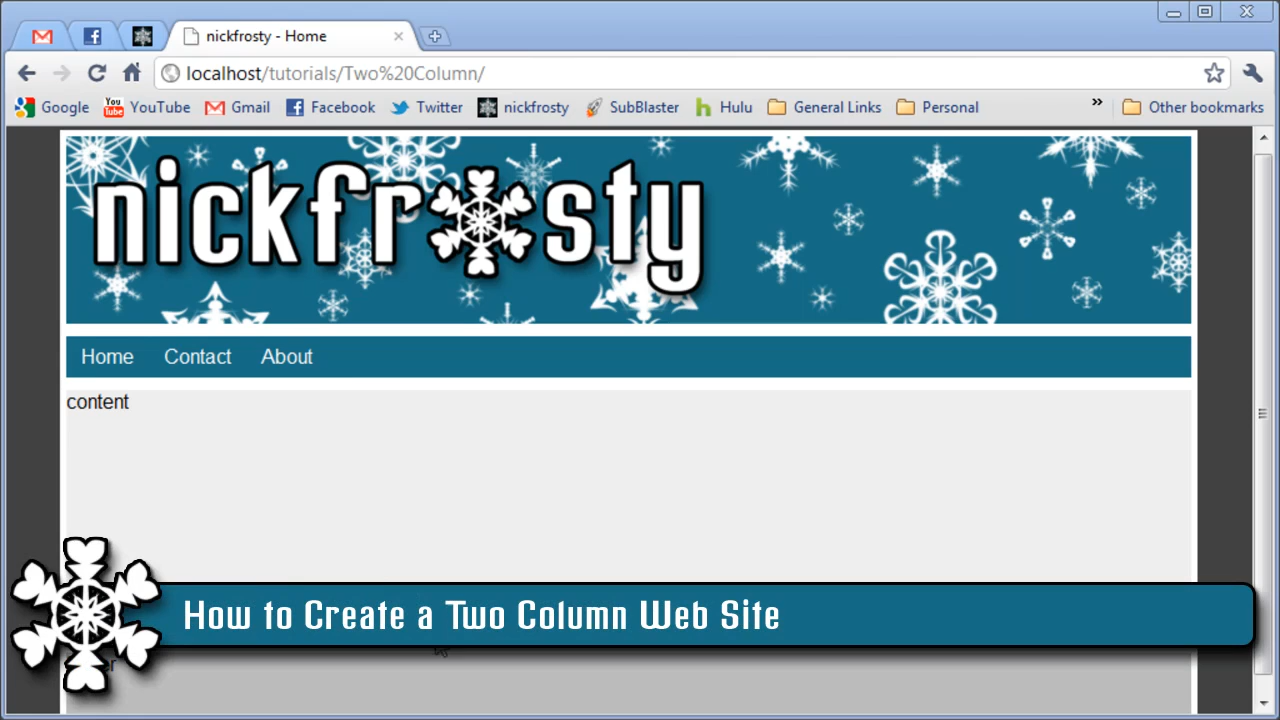 nickfrosty - Home
localhost/tutorials/Two%20Column/
Google YouTube Gmail Facebook Twitter nickfrosty SubBlaster Hulu General Links Personal » Other bookmarks
nickfrosty
Home Contact About
content
How to Create a Two Column Web Site